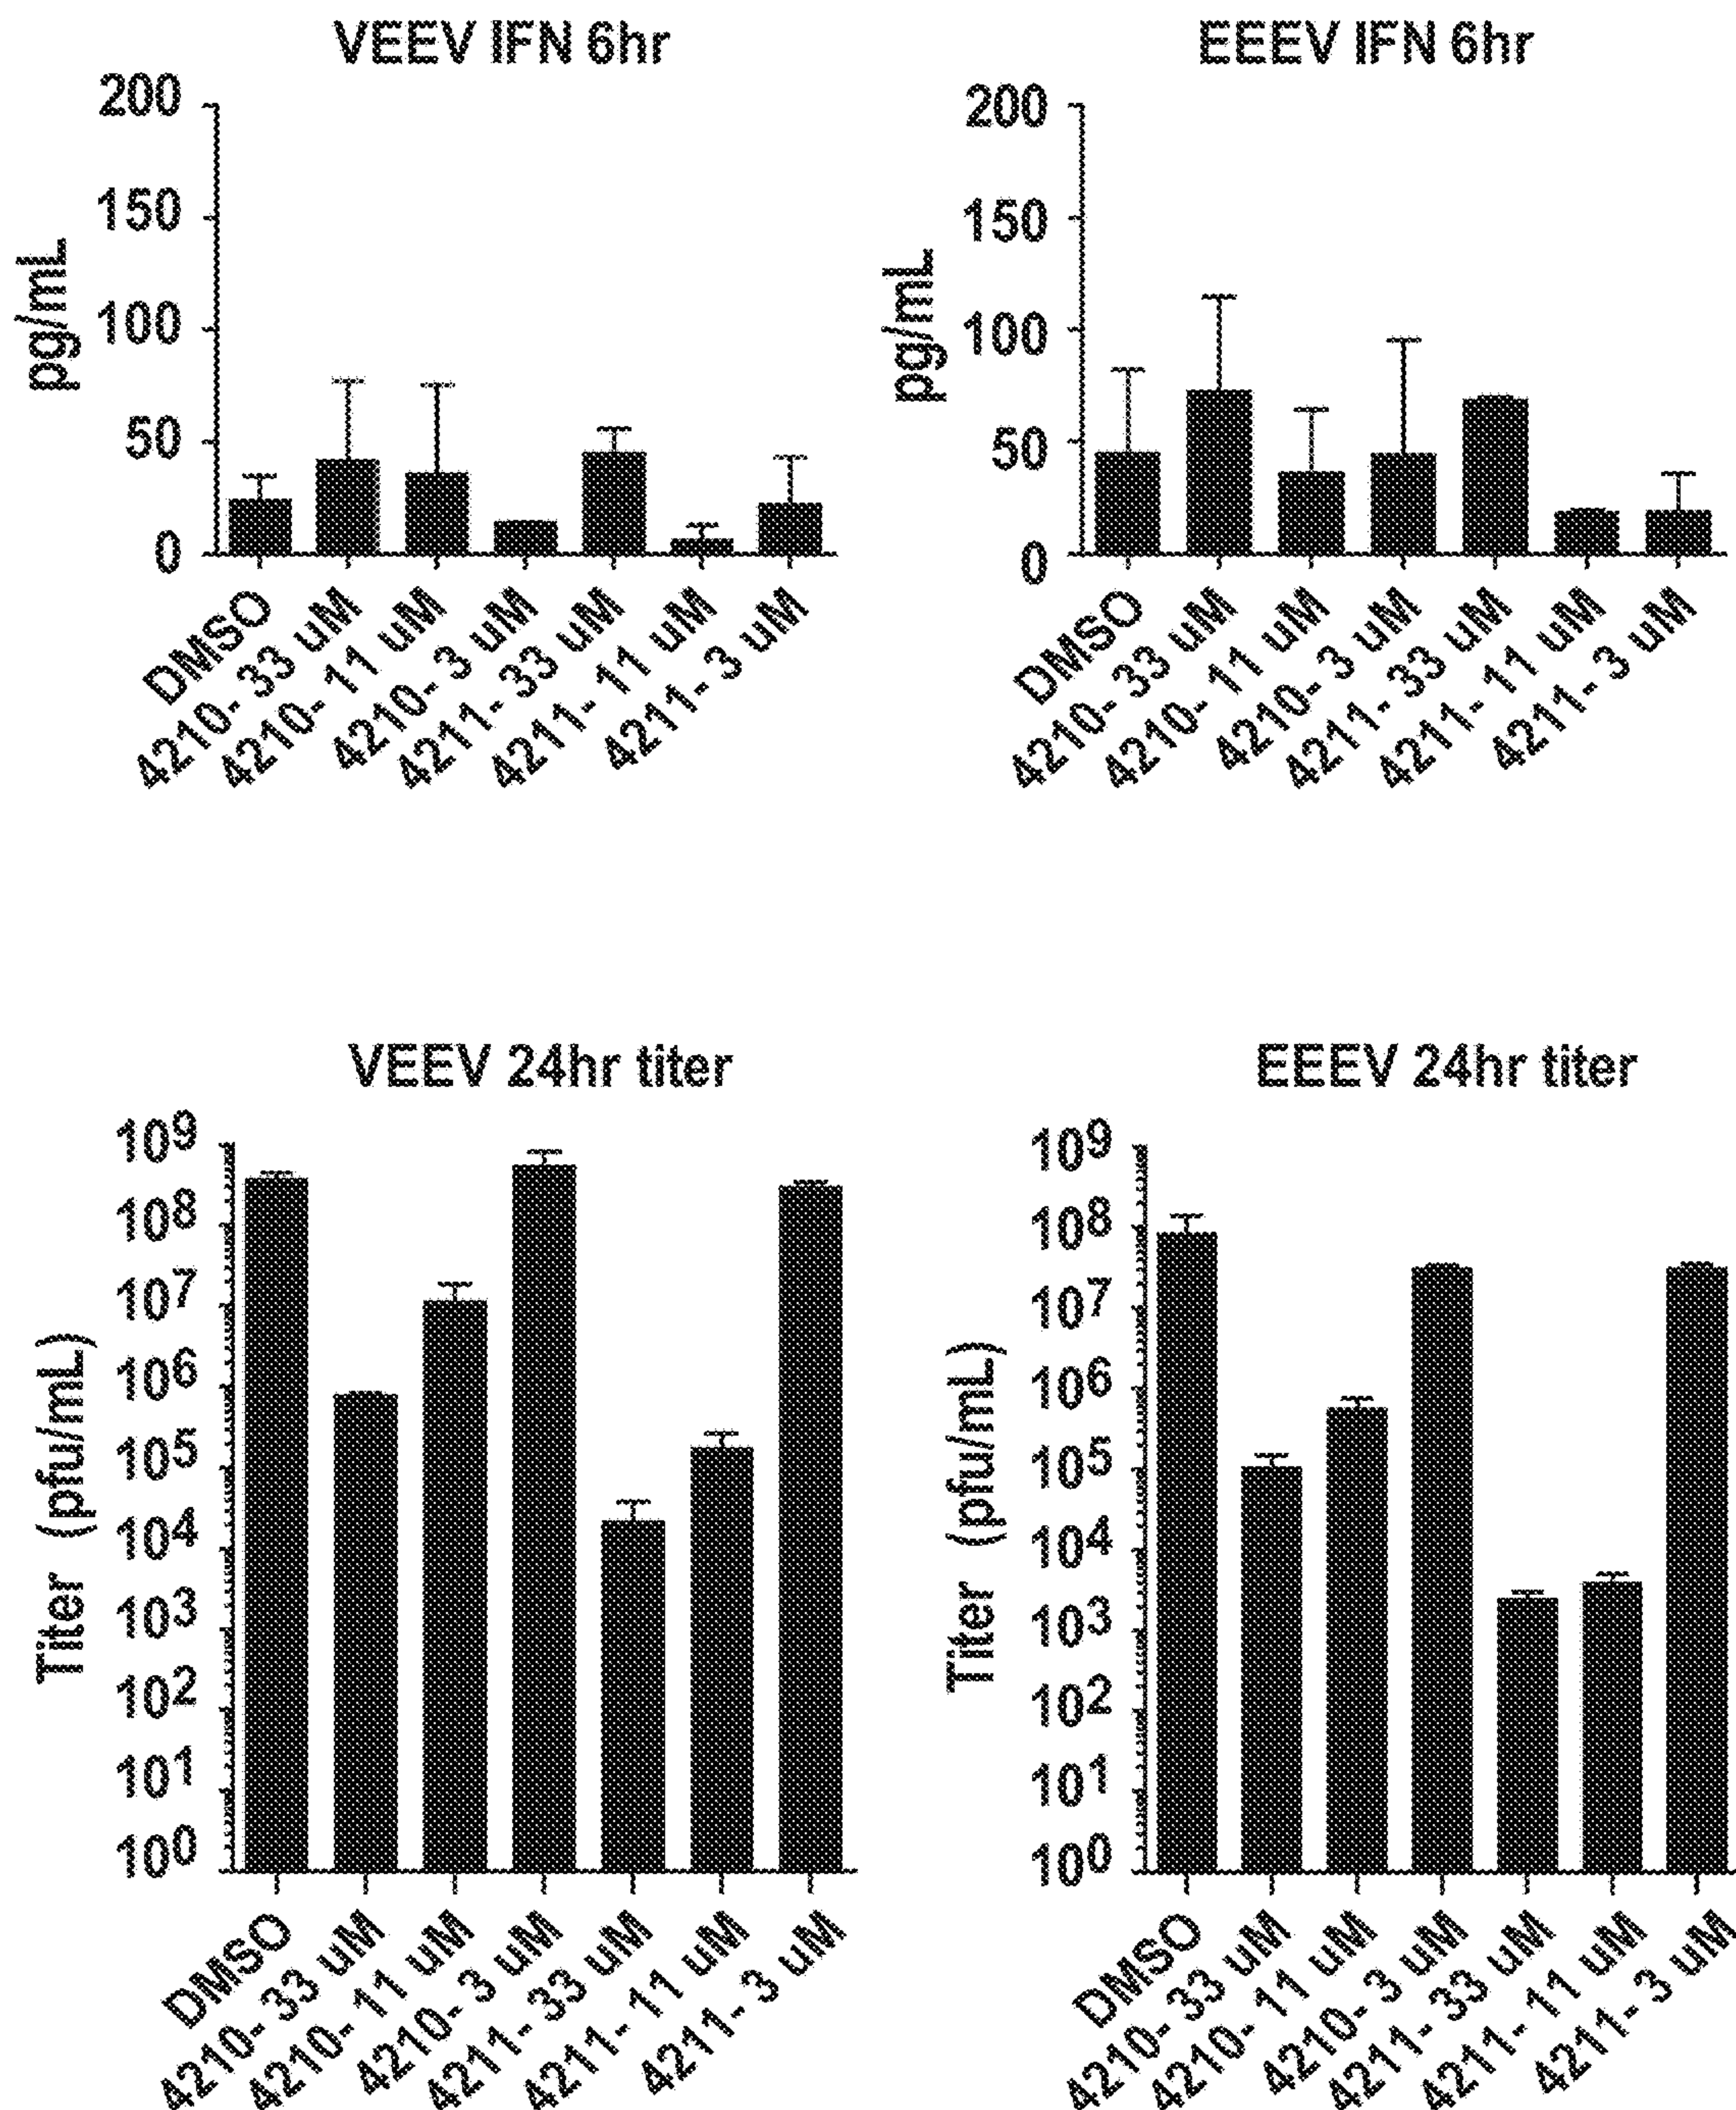 VEEV IFN 6hr
200
150
100
50
0
pg/mL
DMSO
4210- 33 uM
4210- 11 uM
4210- 3 uM
4211- 33 uM
4211- 11 uM
4211- 3 uM
EEEV IFN 6hr
200
150
100
50
0
pg/mL
DMSO
4210- 33 uM
4210- 11 uM
4210- 3 uM
4211- 33 uM
4211- 11 uM
4211- 3 uM
VEEV 24hr titer
10⁹
10⁸
10⁷
10⁶
10⁵
10⁴
10³
10²
10¹
10⁰
Titer (pfu/mL)
DMSO
4210- 33 uM
4210- 11 uM
4210- 3 uM
4211- 33 uM
4211- 11 uM
4211- 3 uM
EEEV 24hr titer
10⁹
10⁸
10⁷
10⁶
10⁵
10⁴
10³
10²
10¹
10⁰
Titer (pfu/mL)
DMSO
4210- 33 uM
4210- 11 uM
4210- 3 uM
4211- 33 uM
4211- 11 uM
4211- 3 uM